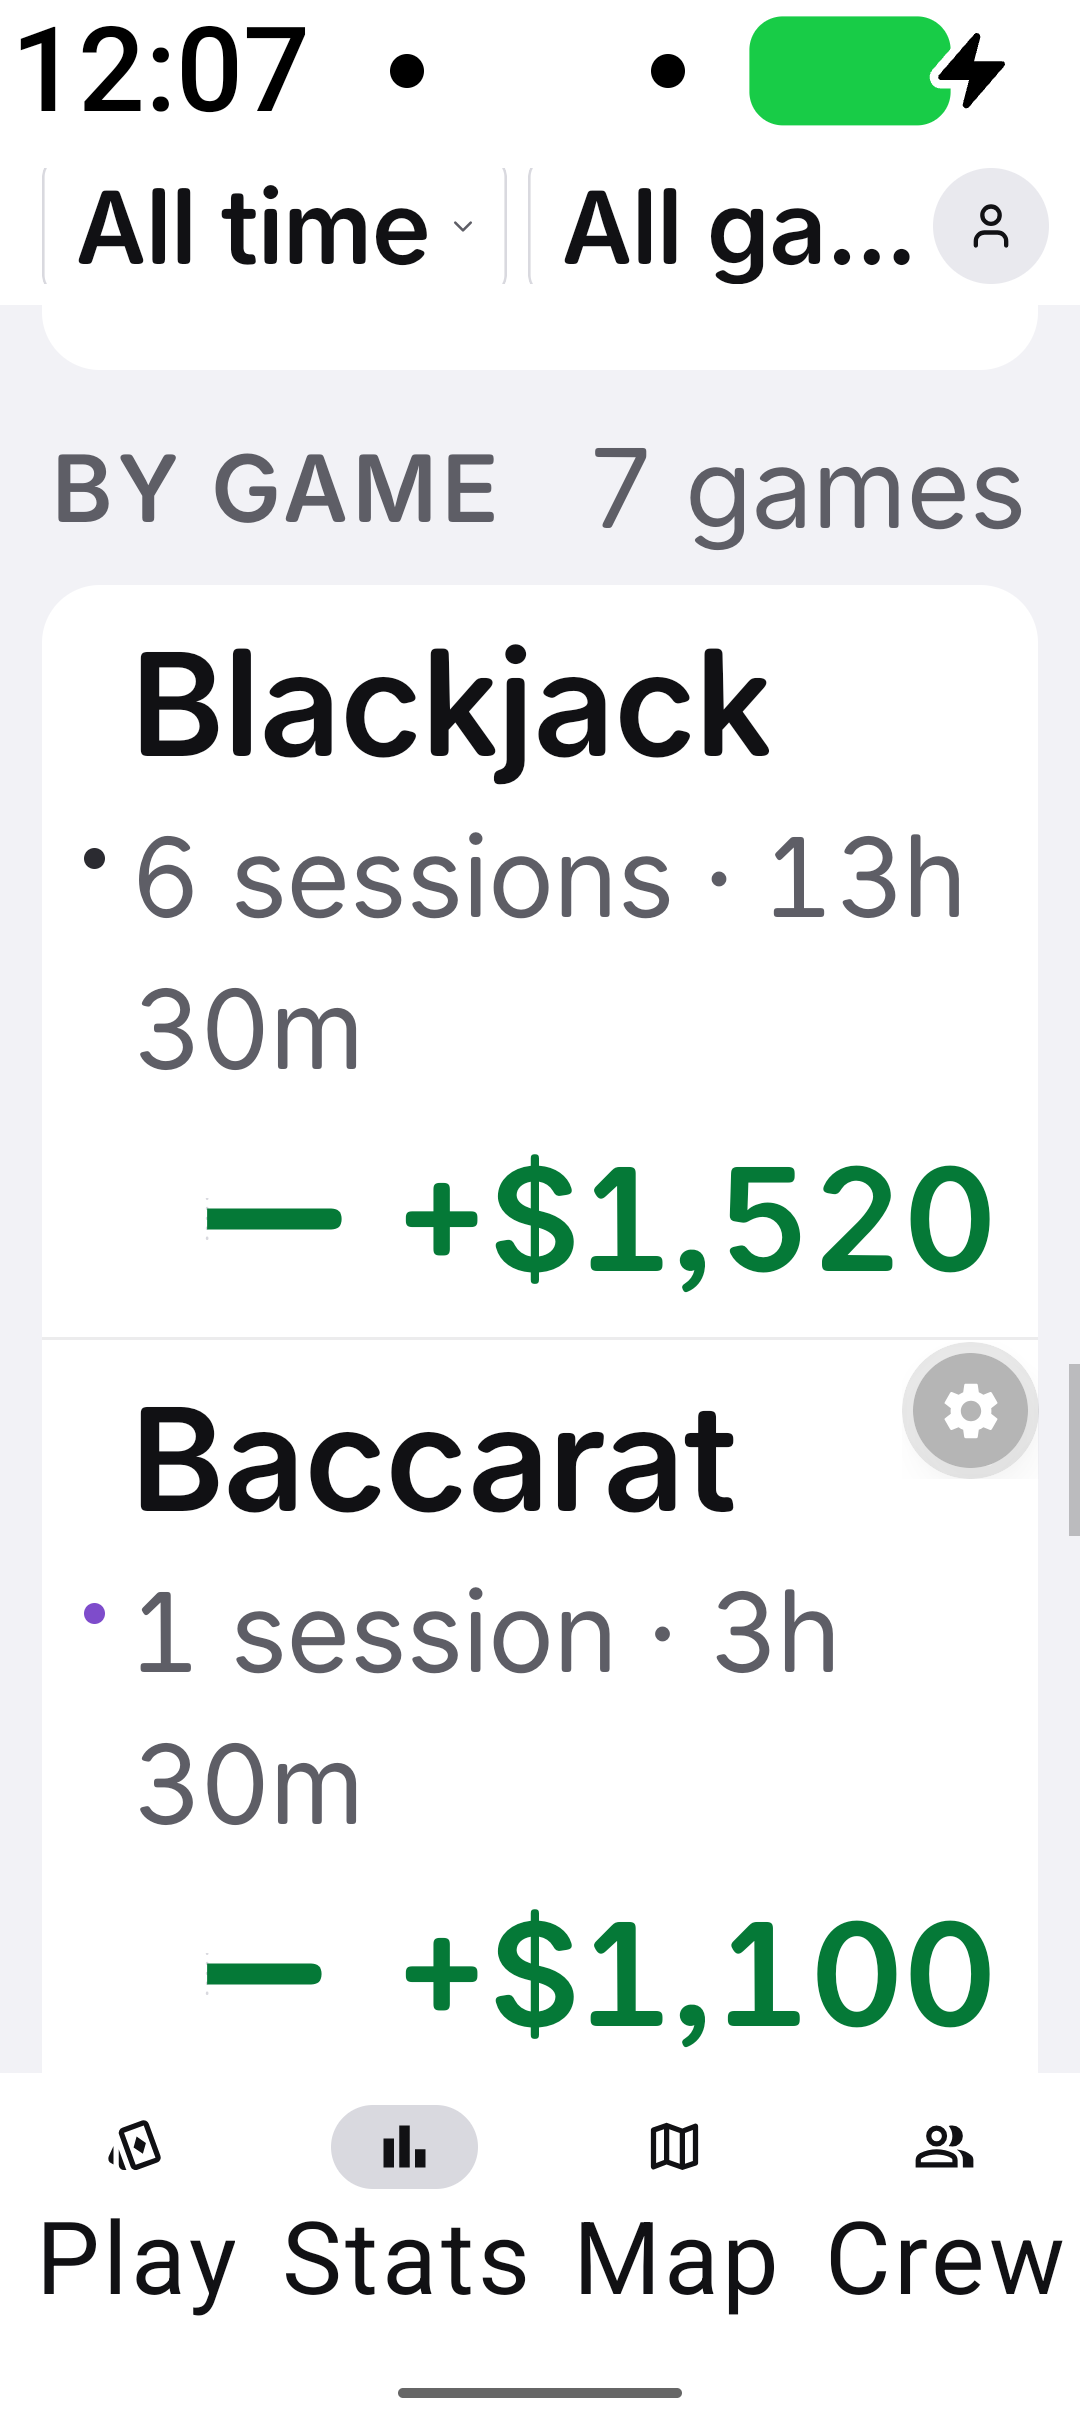 12:07
All time
All ga...
BY GAME 7 games
Blackjack
6 sessions · 13h
30m
+$1,520
Baccarat
1 session · 3h
30m
+$1,100
Play Stats Map Crew